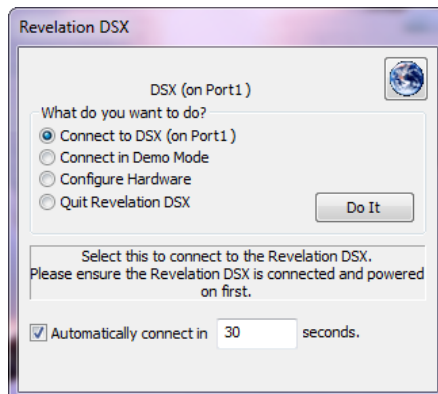 Revelation DSX
DSX (on Port1 )
What do you want to do?
Connect to DSX (on Port1 )
Connect in Demo Mode
Configure Hardware
Quit Revelation DSX
Do It
Select this to connect to the Revelation DSX.
Please ensure the Revelation DSX is connected and powered
on first.
Automatically connect in 30 seconds.